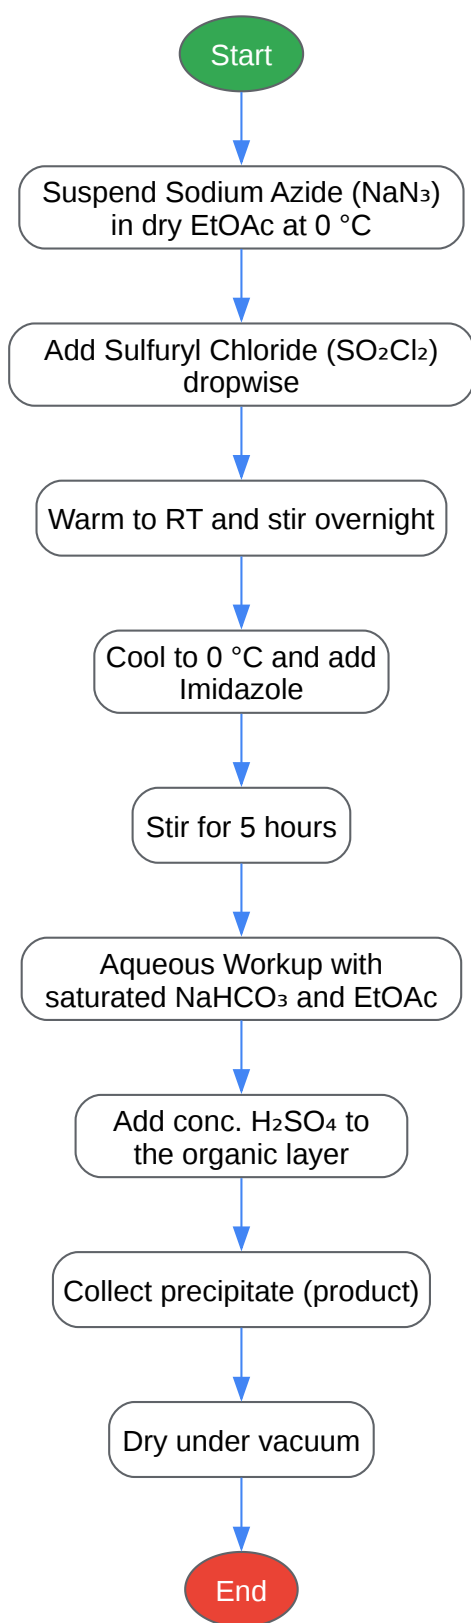 Start
Suspend Sodium Azide (NaN₃)
in dry EtOAc at 0 °C
Add Sulfuryl Chloride (SO₂Cl₂)
dropwise
Warm to RT and stir overnight
Cool to 0 °C and add
Imidazole
Stir for 5 hours
Aqueous Workup with
saturated NaHCO₃ and EtOAc
Add conc. H₂SO₄ to
the organic layer
Collect precipitate (product)
Dry under vacuum
End